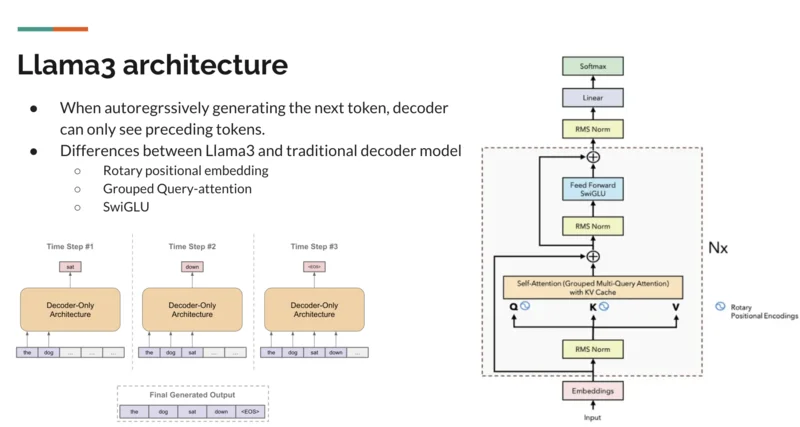 Llama3 architecture
● When autoregrssively generating the next token, decoder
can only see preceding tokens.
● Differences between Llama3 and traditional decoder model
○ Rotary positional embedding
○ Grouped Query-attention
○ SwiGLU
Time Step #1
sat
Decoder-Only
Architecture
the dog ... ... ...
Time Step #2
down
Decoder-Only
Architecture
the dog sat ... ...
Time Step #3
<EOS>
Decoder-Only
Architecture
the dog sat down ...
Final Generated Output
the dog sat down <EOS>
Softmax
Linear
RMS Norm
Feed Forward
SwiGLU
RMS Norm
Nx
Self-Attention (Grouped Multi-Query Attention)
with KV Cache
Q K V
Rotary
Positional Encodings
RMS Norm
Embeddings
Input